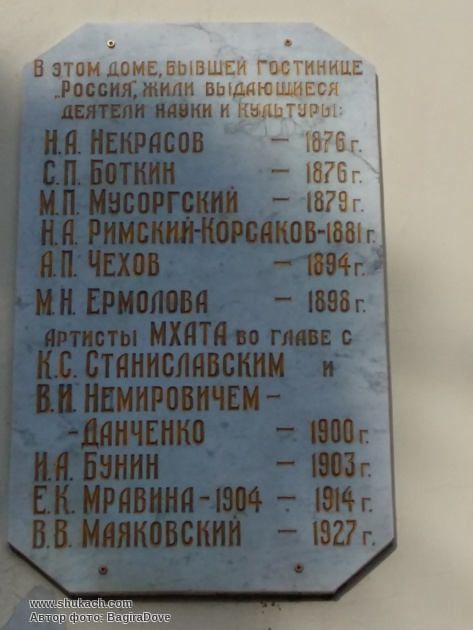 В ЭТОМ ДОМЕ, БЫВШЕЙ ГОСТИНИЦЕ
„РОССИЯ", ЖИЛИ ВЫДАЮЩИЕСЯ
ДЕЯТЕЛИ НАУКИ И КУЛЬТУРЫ:
Н.А. НЕКРАСОВ – 1876 г.
С.П. БОТКИН – 1876 г.
М.П. МУСОРГСКИЙ – 1879 г.
Н.А. РИМСКИЙ-КОРСАКОВ-1881 г.
А.П. ЧЕХОВ – 1894 г.
М.Н. ЕРМОЛОВА – 1898 г.
АРТИСТЫ МХАТА ВО ГЛАВЕ С
К.С. СТАНИСЛАВСКИМ И
В.И. НЕМИРОВИЧЕМ –
-ДАНЧЕНКО – 1900 г.
И.А. БУНИН – 1903 г.
Е.К. МРАВИНА – 1904 – 1914 г.
В.В. МАЯКОВСКИЙ – 1927 г.
www.shukach.com
Автор фото: BagiraDove